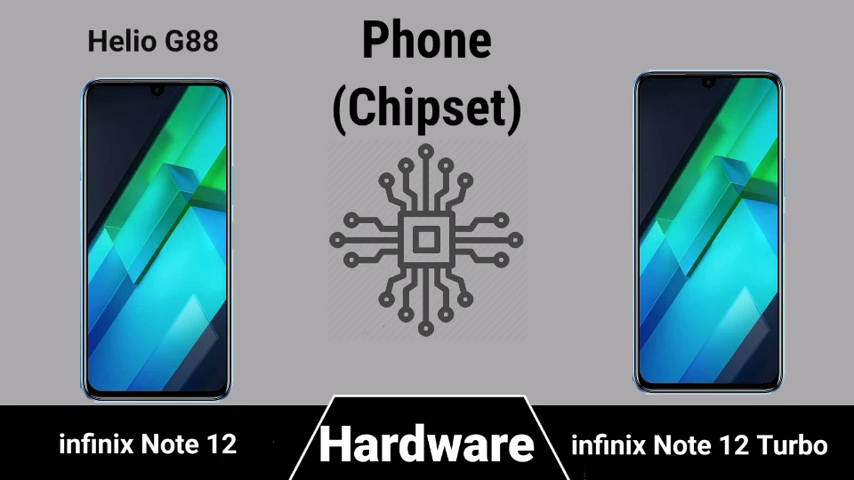 Helio G88
Phone
(Chipset)
infinix Note 12
Hardware
infinix Note 12 Turbo